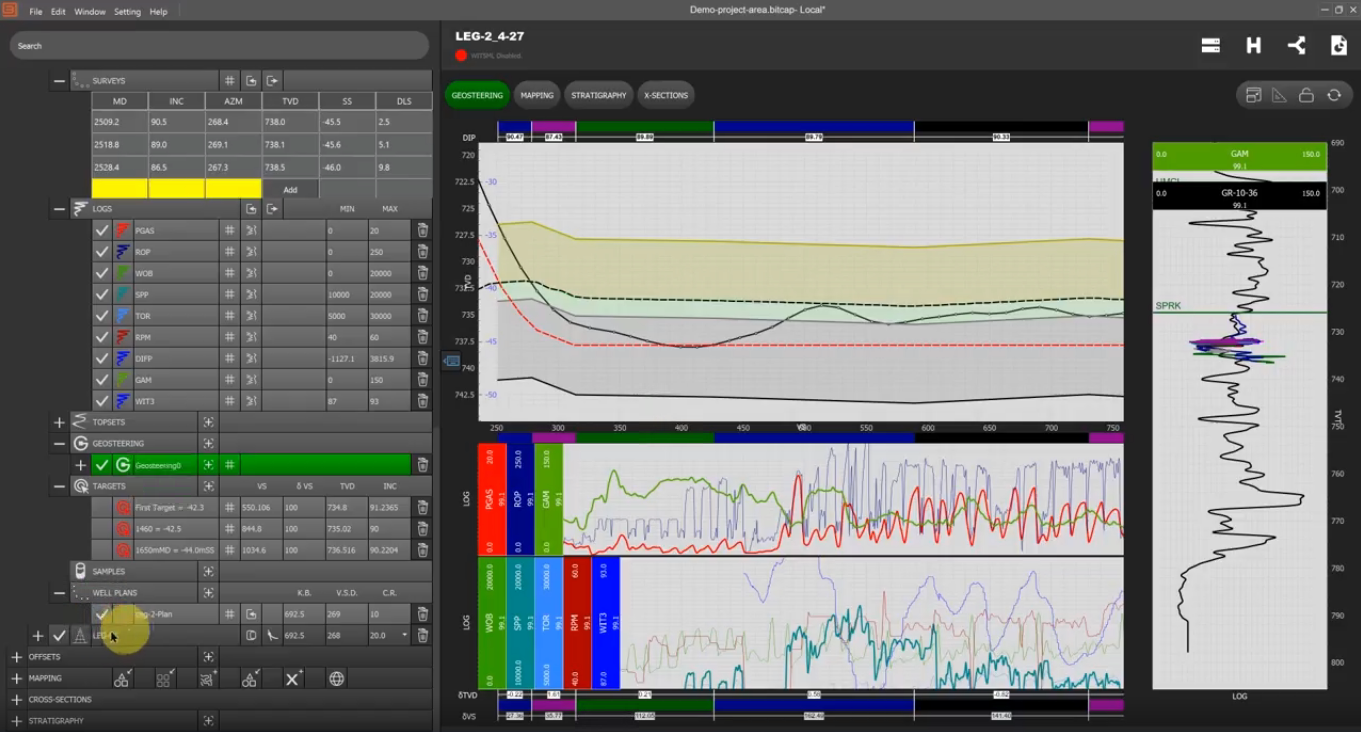 File Edit Window Setting Help
Demo-project-area.bitcap- Local*
Search
SURVEYS
MD INC AZM TVD SS DLS
2509.2 90.5 268.4 738.0 -45.5 2.5
2518.8 89.0 269.1 738.1 -45.6 5.1
2528.4 86.5 267.3 738.5 -46.0 9.8
Add
LOGS MIN MAX
PGAS 0 20
ROP 0 250
WOB 0 20000
SPP 10000 20000
TOR 5000 30000
RPM 40 60
DIFP -1127.1 3815.9
GAM 0 150
WIT3 87 93
TOPSETS
GEOSTEERING
Geosteering0
TARGETS VS δ VS TVD INC
First Target = -42.3 550.106 100 734.8 91.2365
1460 = -42.5 844.8 100 735.02 90
1650mMD = -44.0mSS 1034.6 100 736.516 90.2204
SAMPLES
WELL PLANS K.B. V.S.D. C.R.
Leg-2-Plan 692.5 269 10
692.5 268 20.0
OFFSETS
MAPPING
CROSS-SECTIONS
STRATIGRAPHY
LEG-2_4-27
WITSML Disabled
H
GEOSTEERING MAPPING STRATIGRAPHY X-SECTIONS
DIP 90.47 87.43 89.89 89.79 90.33
720
722.5 -30
725
727.5 -35
730
732.5 -40
735
737.5 -45
740
742.5 -50
TVD
250 300 350 400 450 500 550 600 650 700 750
VS
LOG
PGAS 0.0 20.0 99.1
ROP 0.0 250.0 99.1
GAM 0.0 150.0 99.1
LOG
WOB 0.0 20000.0 99.1
SPP 10000.0 20000.0 99.1
TOR 5000.0 30000.0 99.1
RPM 40.0 60.0 99.1
WIT3 87.0 93.0 99.1
δTVD -0.22 1.61 0.21 0.58 -0.82
δVS 27.36 35.77 112.05 162.40 141.40
0.0 GAM 150.0
99.1
0.0 GR-10-36 150.0
99.1
SPRK
690
700
710
720
730
740
750
760
770
780
790
800
TVT
LOG